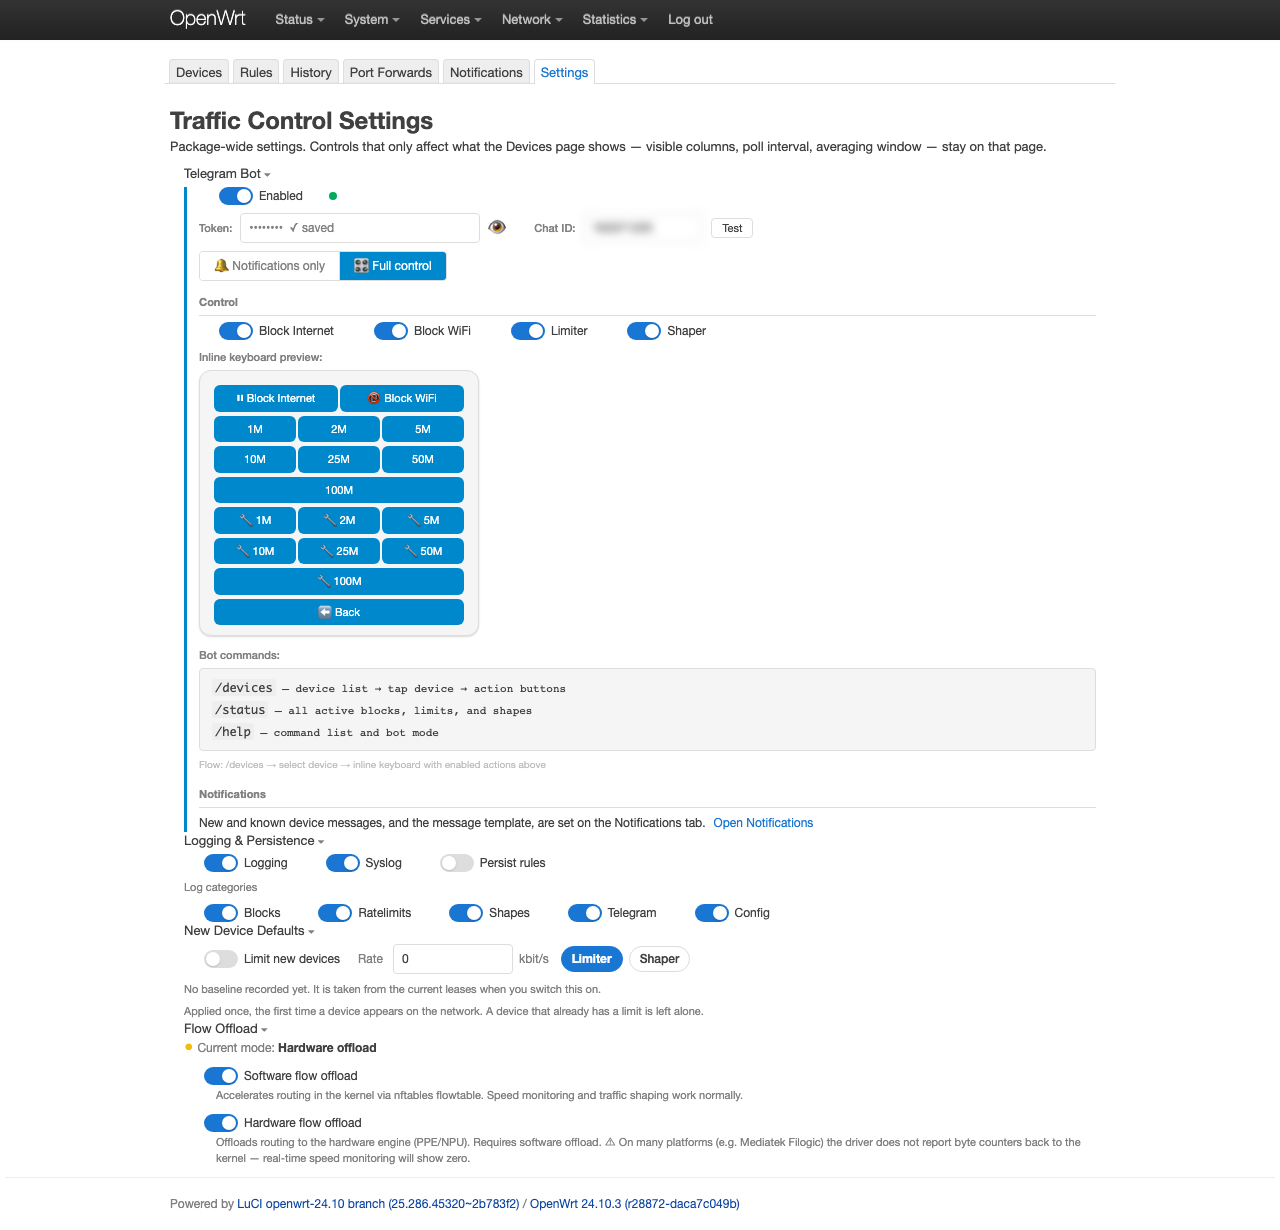 OpenWrt Status System Services Network Statistics Log out
Devices Rules History Port Forwards Notifications Settings
Traffic Control Settings
Package-wide settings. Controls that only affect what the Devices page shows — visible columns, poll interval, averaging window — stay on that page.
Telegram Bot
Enabled
Token: •••••••• ✓ saved Chat ID: Test
Notifications only Full control
Control
Block Internet Block WiFi Limiter Shaper
Inline keyboard preview:
Block Internet Block WiFi
1M 2M 5M
10M 25M 50M
100M
1M 2M 5M
10M 25M 50M
100M
Back
Bot commands:
/devices — device list → tap device → action buttons
/status — all active blocks, limits, and shapes
/help — command list and bot mode
Flow: /devices → select device → inline keyboard with enabled actions above
Notifications
New and known device messages, and the message template, are set on the Notifications tab. Open Notifications
Logging & Persistence
Logging Syslog Persist rules
Log categories
Blocks Ratelimits Shapes Telegram Config
New Device Defaults
Limit new devices Rate 0 kbit/s Limiter Shaper
No baseline recorded yet. It is taken from the current leases when you switch this on.
Applied once, the first time a device appears on the network. A device that already has a limit is left alone.
Flow Offload
Current mode: Hardware offload
Software flow offload
Accelerates routing in the kernel via nftables flowtable. Speed monitoring and traffic shaping work normally.
Hardware flow offload
Offloads routing to the hardware engine (PPE/NPU). Requires software offload. ⚠ On many platforms (e.g. Mediatek Filogic) the driver does not report byte counters back to the
kernel — real-time speed monitoring will show zero.
Powered by LuCI openwrt-24.10 branch (25.286.45320~2b783f2) / OpenWrt 24.10.3 (r28872-daca7c049b)